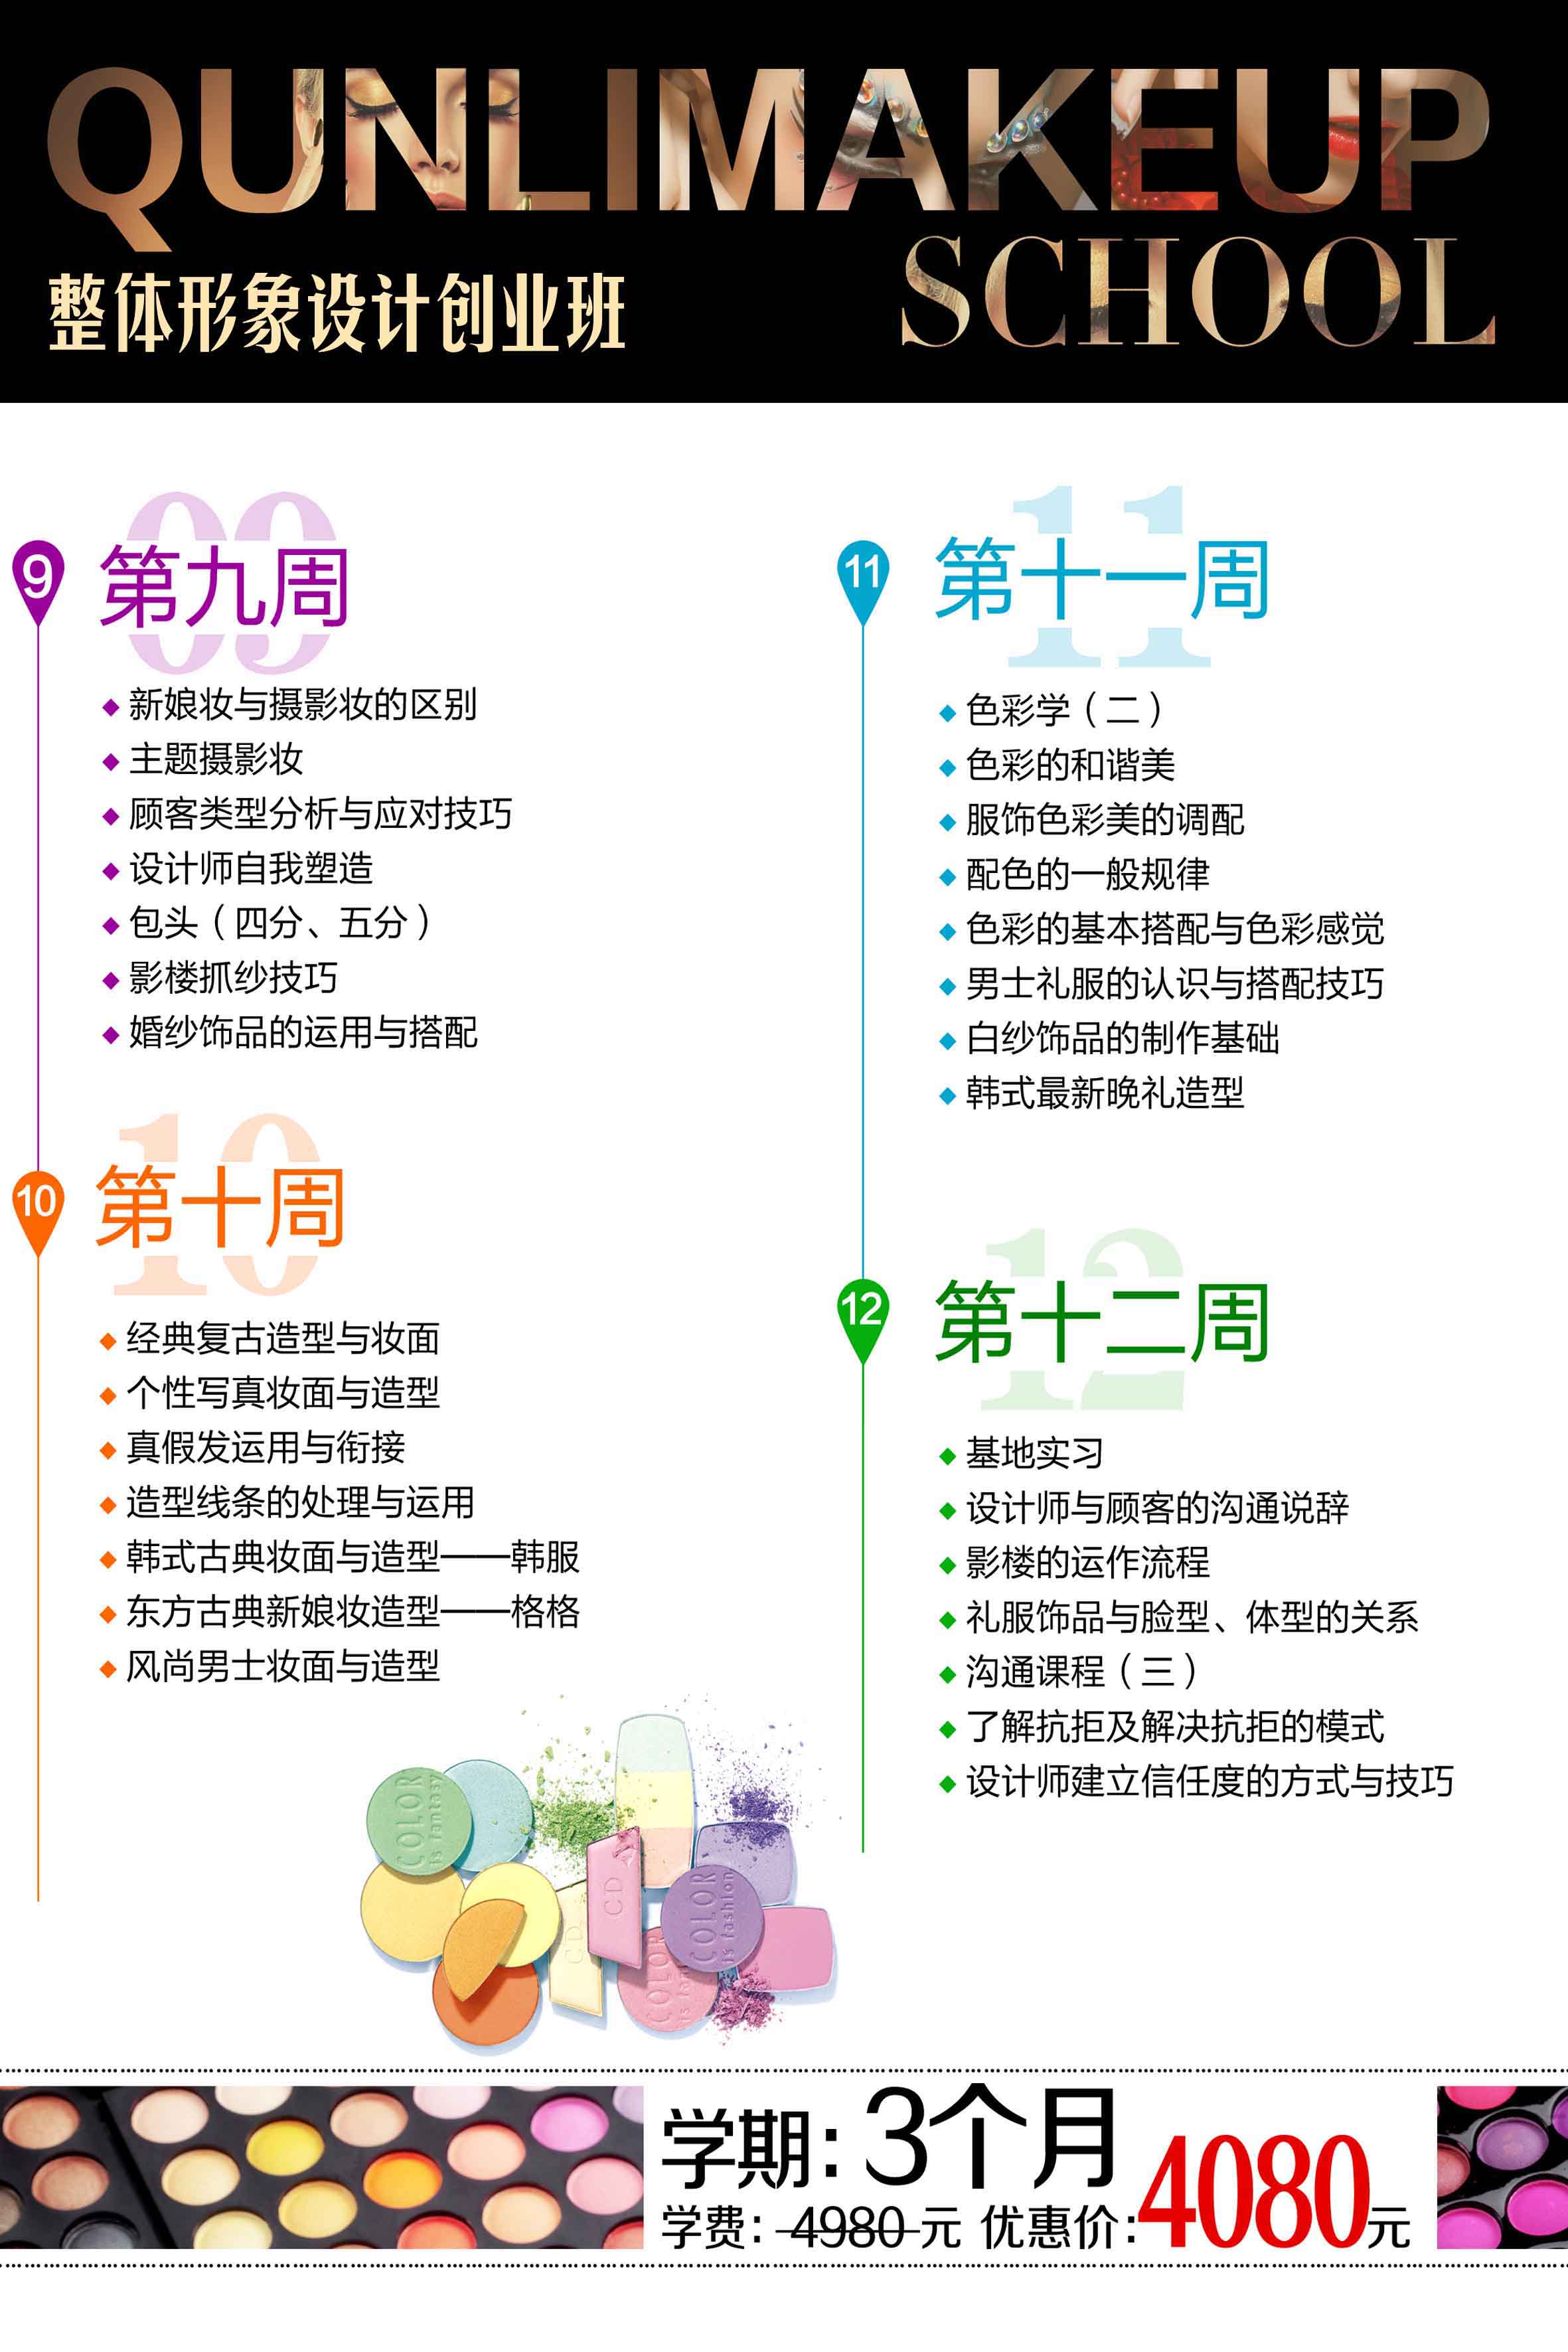 QUNLIMAKEUP
SCHOOL
整体形象设计创业班
09
9
第九周
◆ 新娘妆与摄影妆的区别
◆ 主题摄影妆
◆ 顾客类型分析与应对技巧
◆ 设计师自我塑造
◆ 包头（四分、五分）
◆ 影楼抓纱技巧
◆ 婚纱饰品的运用与搭配
10
10
第十周
◆ 经典复古造型与妆面
◆ 个性写真妆面与造型
◆ 真假发运用与衔接
◆ 造型线条的处理与运用
◆ 韩式古典妆面与造型——韩服
◆ 东方古典新娘妆造型——格格
◆ 风尚男士妆面与造型
11
11
第十一周
◆ 色彩学（二）
◆ 色彩的和谐美
◆ 服饰色彩美的调配
◆ 配色的一般规律
◆ 色彩的基本搭配与色彩感觉
◆ 男士礼服的认识与搭配技巧
◆ 白纱饰品的制作基础
◆ 韩式最新晚礼造型
12
12
第十二周
◆ 基地实习
◆ 设计师与顾客的沟通说辞
◆ 影楼的运作流程
◆ 礼服饰品与脸型、体型的关系
◆ 沟通课程（三）
◆ 了解抗拒及解决抗拒的模式
◆ 设计师建立信任度的方式与技巧
COLOR
is fantasy
CD
CD
COLOR
is fashion
COLOR
学期：3个月
学费：4980元 优惠价：4080元